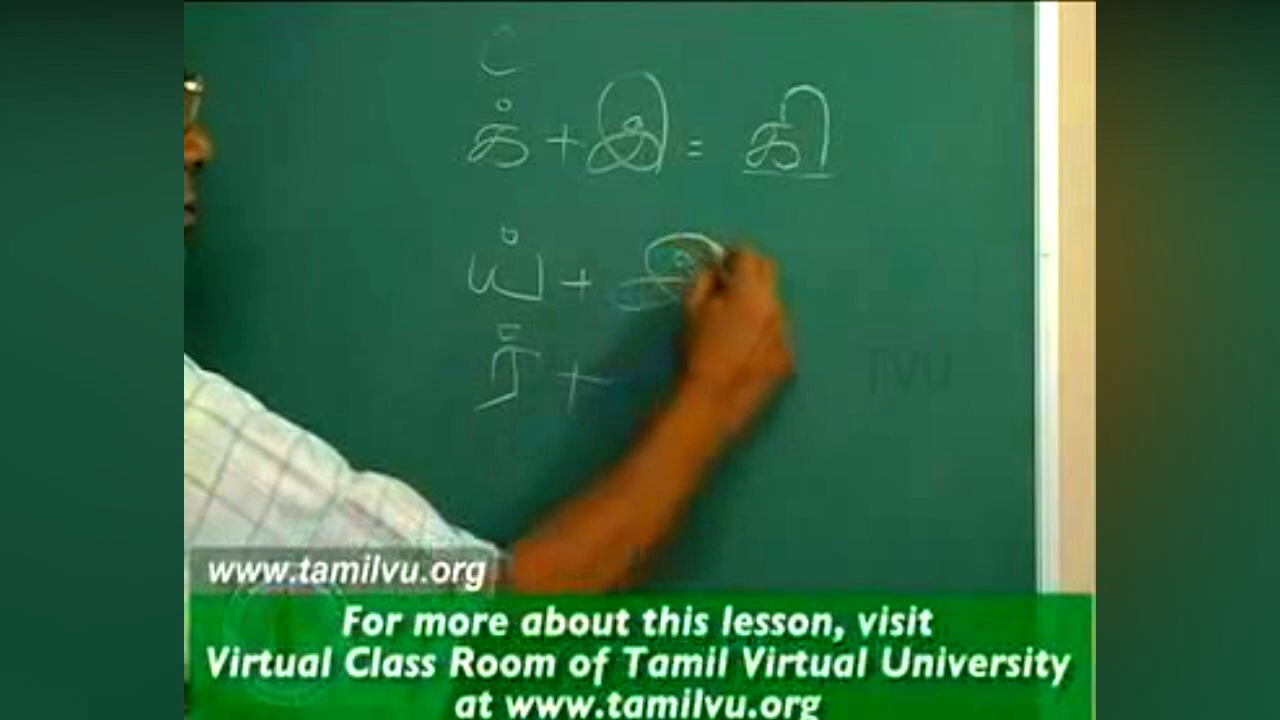 க் + இ = கி
ய் + இ
ர் +
TVU
www.tamilvu.org
For more about this lesson, visit
Virtual Class Room of Tamil Virtual University
at www.tamilvu.org